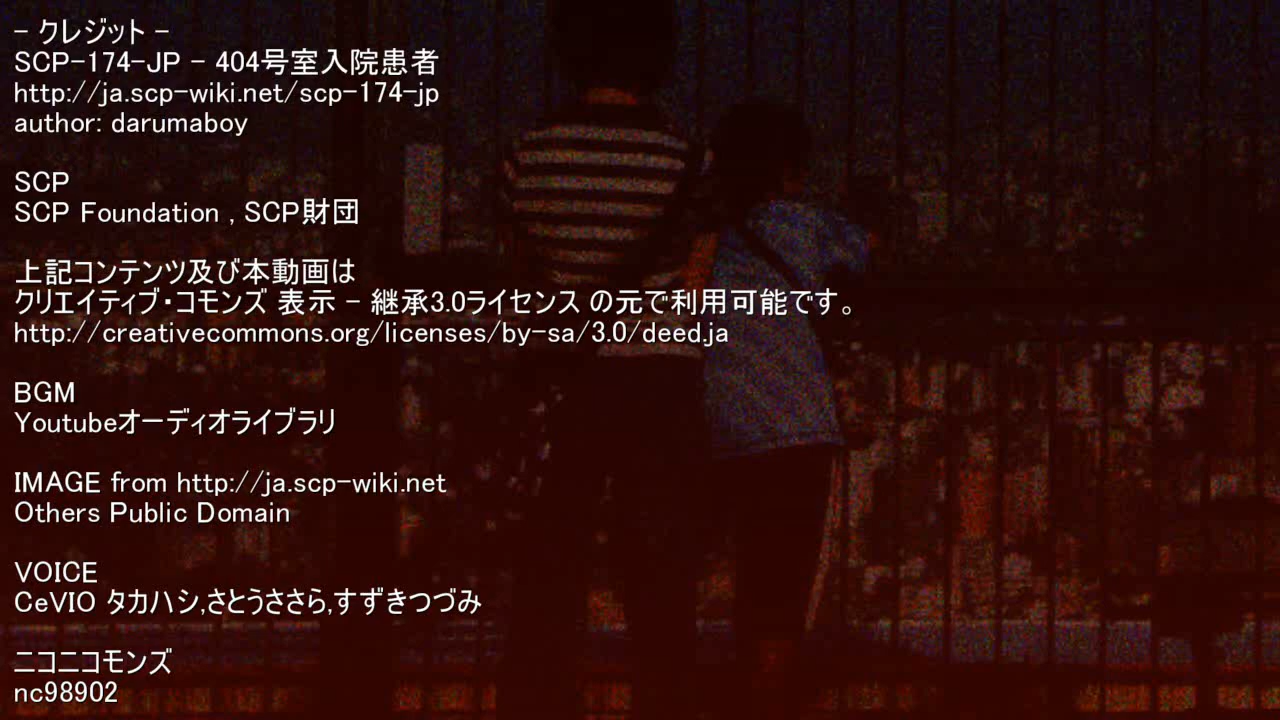 - クレジット -
SCP-174-JP - 404号室入院患者
http://ja.scp-wiki.net/scp-174-jp
author: darumaboy
SCP
SCP Foundation , SCP財団
上記コンテンツ及び本動画は
クリエイティブ・コモンズ 表示 - 継承3.0ライセンス の元で利用可能です。
http://creativecommons.org/licenses/by-sa/3.0/deed.ja
BGM
Youtubeオーディオライブラリ
IMAGE from http://ja.scp-wiki.net
Others Public Domain
VOICE
CeVIO タカハシ,さとうささら,すずきつづみ
ニコニコモンズ
nc98902